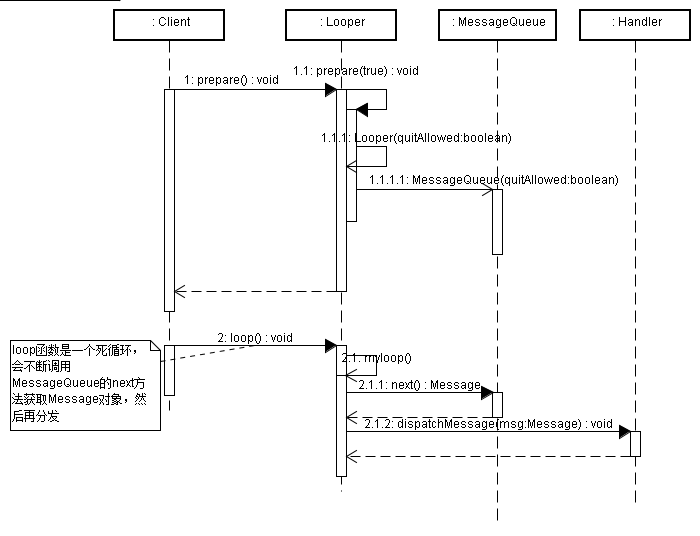 : Client
: Looper
: MessageQueue
: Handler
1.1: prepare(true) : void
1: prepare() : void
1.1.1: Looper(quitAllowed:boolean)
1.1.1.1: MessageQueue(quitAllowed:boolean)
2: loop() : void
loop函数是一个死循环，
会不断调用
MessageQueue的next方
法获取Message对象，然
后再分发
2.1: myloop()
2.1.1: next() : Message
2.1.2: dispatchMessage(msg:Message) : void